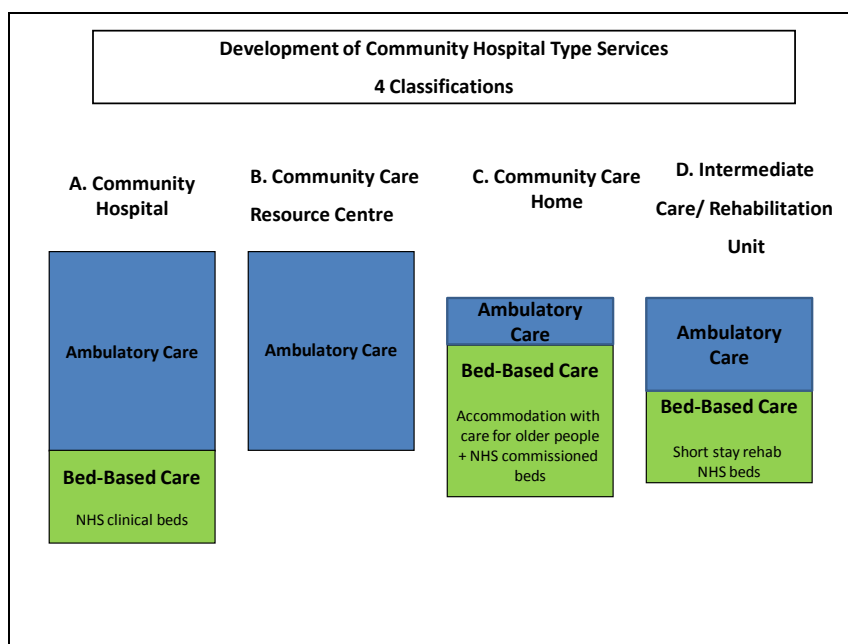 Development of Community Hospital Type Services
4 Classifications
A. Community
Hospital
Ambulatory Care
Bed-Based Care
NHS clinical beds
B. Community Care
Resource Centre
Ambulatory Care
C. Community Care
Home
Ambulatory
Care
Bed-Based Care
Accommodation with
care for older people
+ NHS commissioned
beds
D. Intermediate
Care/ Rehabilitation
Unit
Ambulatory
Care
Bed-Based Care
Short stay rehab
NHS beds